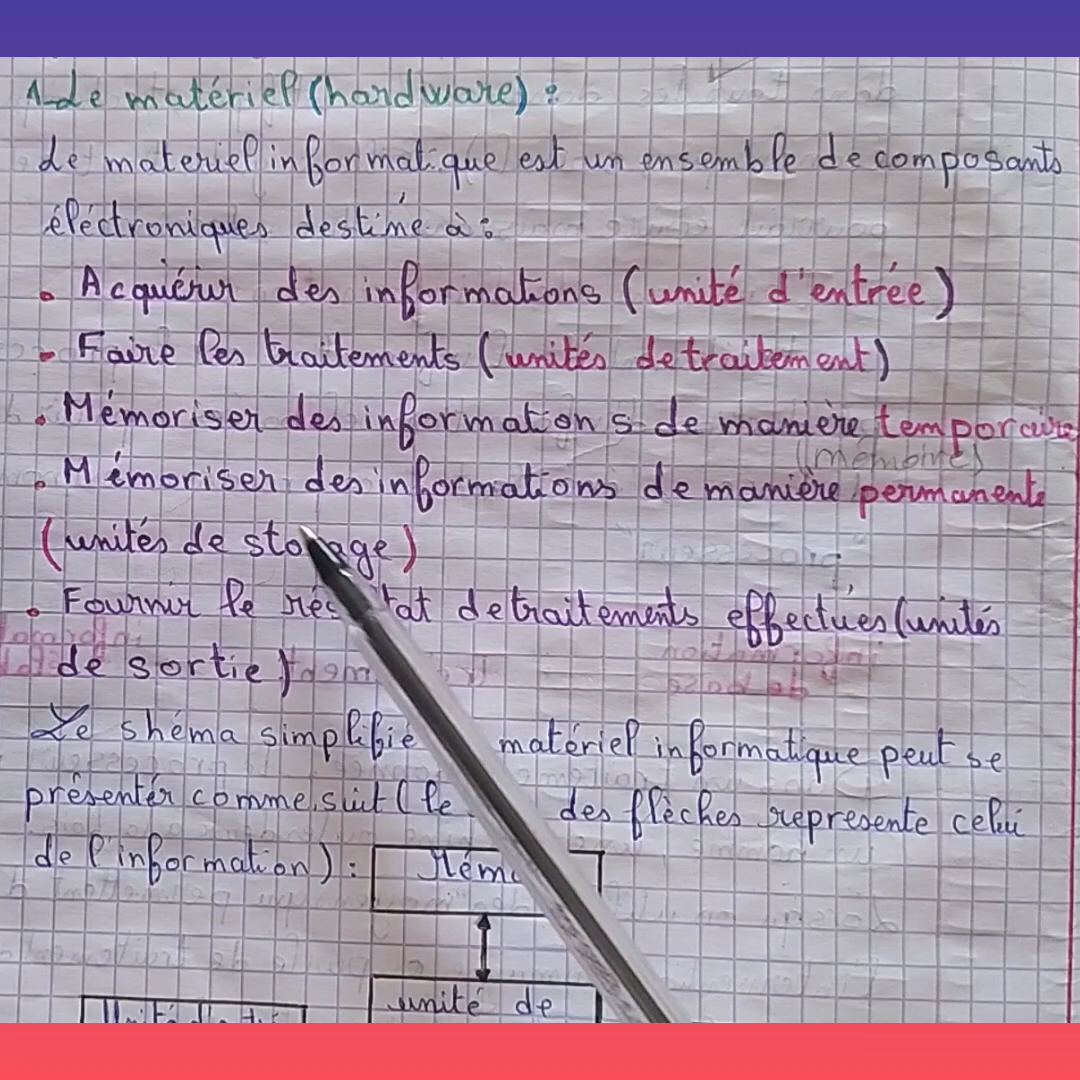 1-Le matériel (hardware) :
Le materiel informatique est un ensemble de composants
éléctroniques destiné à :
• Acquérir des informations (unité d'entrée)
• Faire les traitements (unités de traitement)
• Mémoriser des informations de manière temporaire
(memoires)
• Mémoriser des informations de manière permanente
(unités de storage)
• Fournir le résultat de traitements effectués (unités
de sortie)
Le shéma simplifié matériel informatique peut se
présentér comme suit (le des flèches represente celui
de l'information) :
unité de